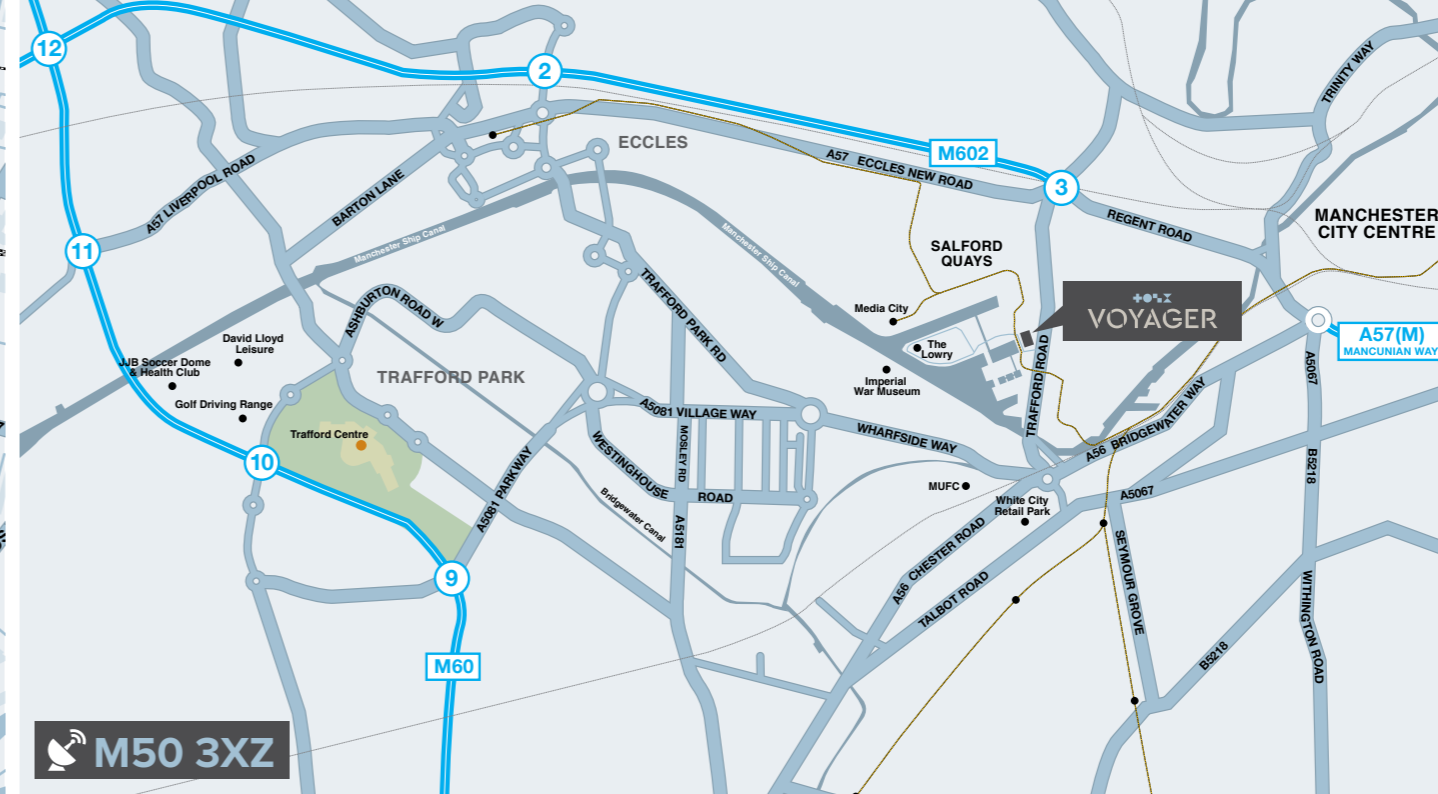 12
2
TRINITY WAY
ECCLES
M602
A57 ECCLES NEW ROAD
3
A57 LIVERPOOL ROAD
BARTON LANE
REGENT ROAD
MANCHESTER
CITY CENTRE
11
Manchester Ship Canal
Manchester Ship Canal
SALFORD
QUAYS
TRAFFORD PARK RD
ASHBURTON ROAD W
Media City
VOYAGER
David Lloyd
Leisure
The
Lowry
A57(M)
MANCUNIAN WAY
JJB Soccer Dome
& Health Club
TRAFFORD PARK
Imperial
War Museum
TRAFFORD ROAD
A5067
Golf Driving Range
A5081 VILLAGE WAY
WHARFSIDE WAY
A56 BRIDGEWATER WAY
Trafford Centre
WESTINGHOUSE
ROAD
MOSLEY RD
10
A5081 PARKWAY
MUFC
White City
Retail Park
A5067
B5218
Bridgewater Canal
A5181
A56 CHESTER ROAD
TALBOT ROAD
SEYMOUR GROVE
9
WITHINGTON ROAD
B5218
M60
M50 3XZ